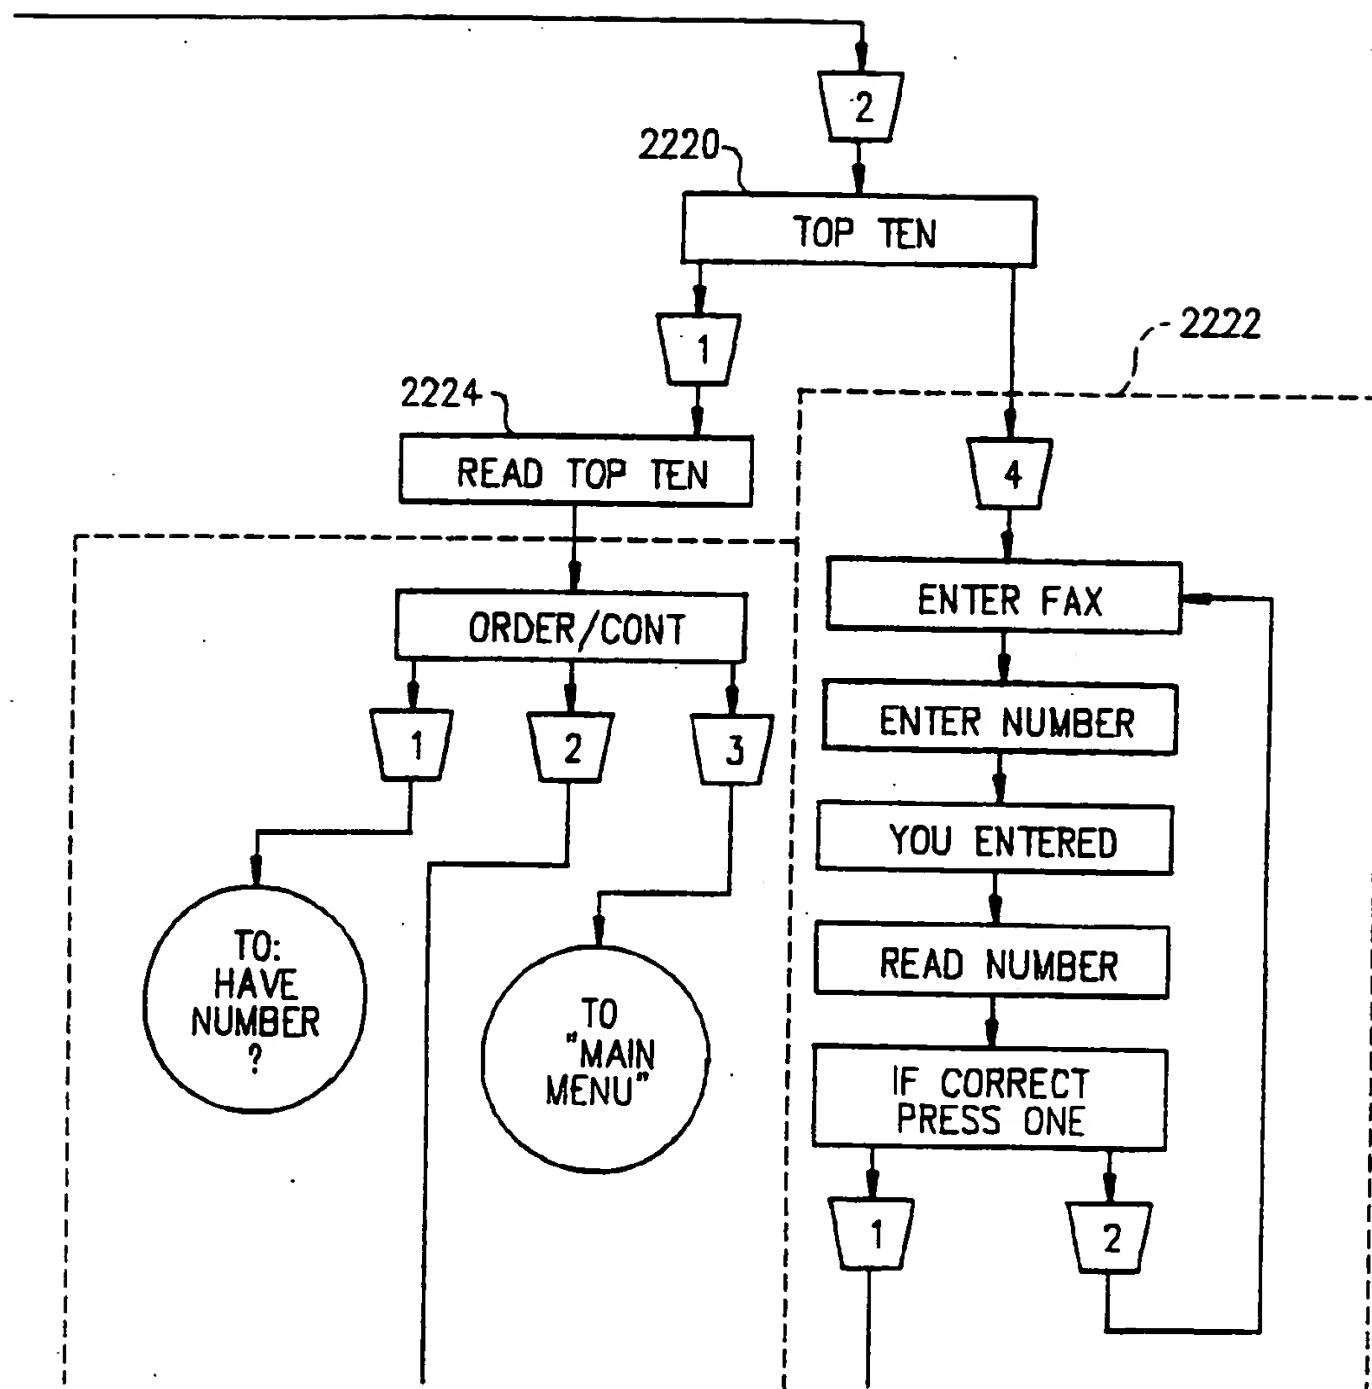 2
2220
TOP TEN
2222
1
2224
4
READ TOP TEN
ENTER FAX
ORDER/CONT
ENTER NUMBER
1
2
3
YOU ENTERED
TO:
HAVE
NUMBER
?
READ NUMBER
TO
"MAIN
MENU"
IF CORRECT
PRESS ONE
1
2